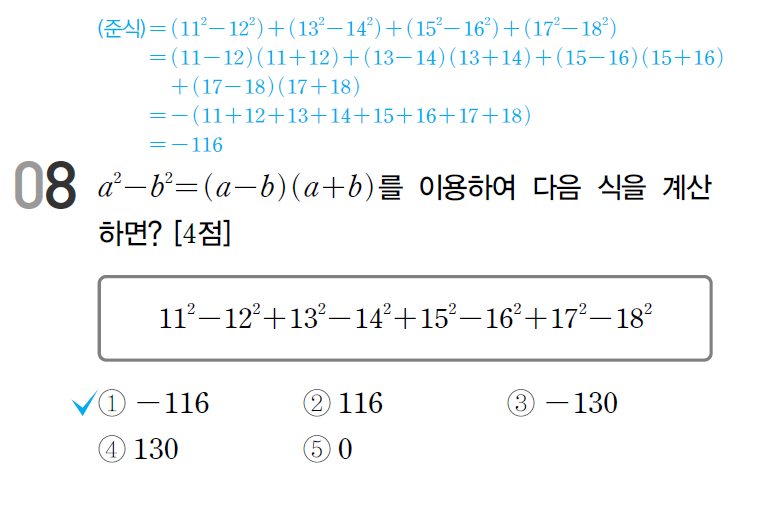 (준식)=(11²-12²)+(13²-14²)+(15²-16²)+(17²-18²)
=(11-12)(11+12)+(13-14)(13+14)+(15-16)(15+16)
+(17-18)(17+18)
=-(11+12+13+14+15+16+17+18)
=-116
08 a²-b²=(a-b)(a+b)를 이용하여 다음 식을 계산
하면? [4점]
11²-12²+13²-14²+15²-16²+17²-18²
① -116 ② 116 ③ -130
④ 130 ⑤ 0